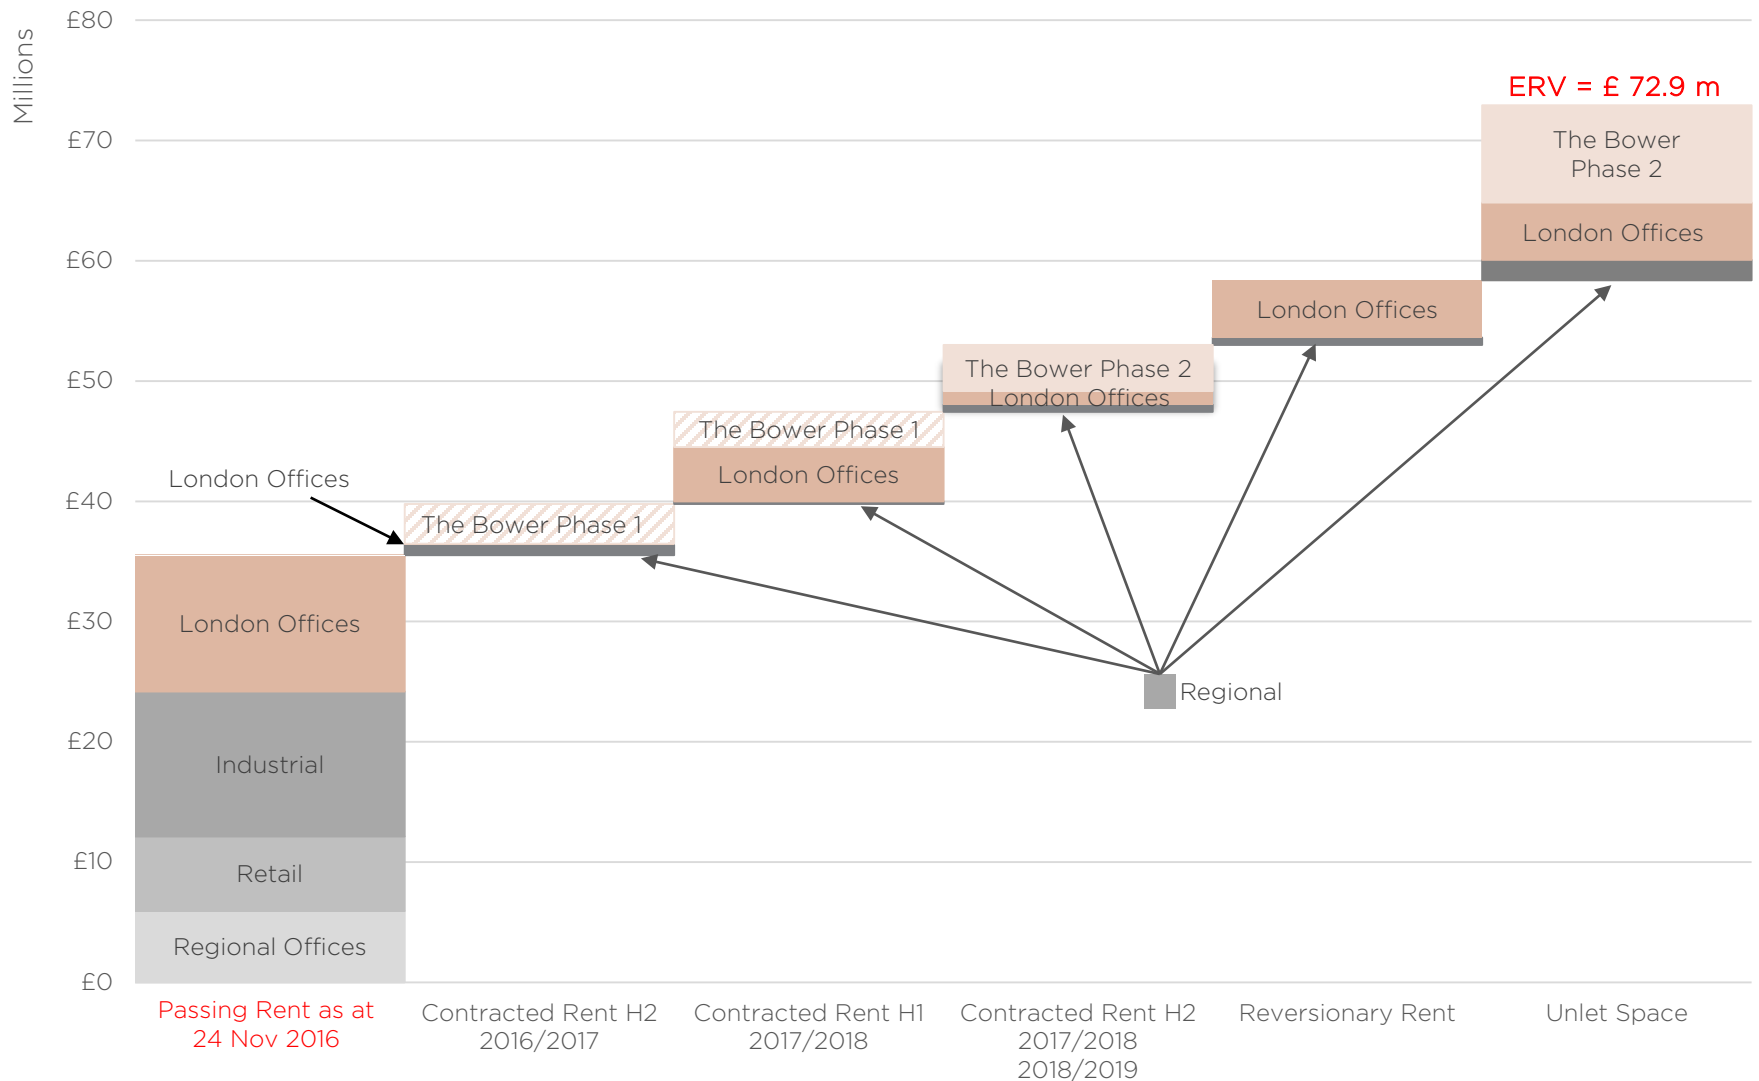 Millions
£80
£70
£60
£50
£40
£30
£20
£10
£0
ERV = £ 72.9 m
The Bower
Phase 2
London Offices
London Offices
The Bower Phase 2
London Offices
The Bower Phase 1
London Offices
London Offices
The Bower Phase 1
London Offices
Industrial
Retail
Regional Offices
Regional
Passing Rent as at
24 Nov 2016
Contracted Rent H2
2016/2017
Contracted Rent H1
2017/2018
Contracted Rent H2
2017/2018
2018/2019
Reversionary Rent
Unlet Space